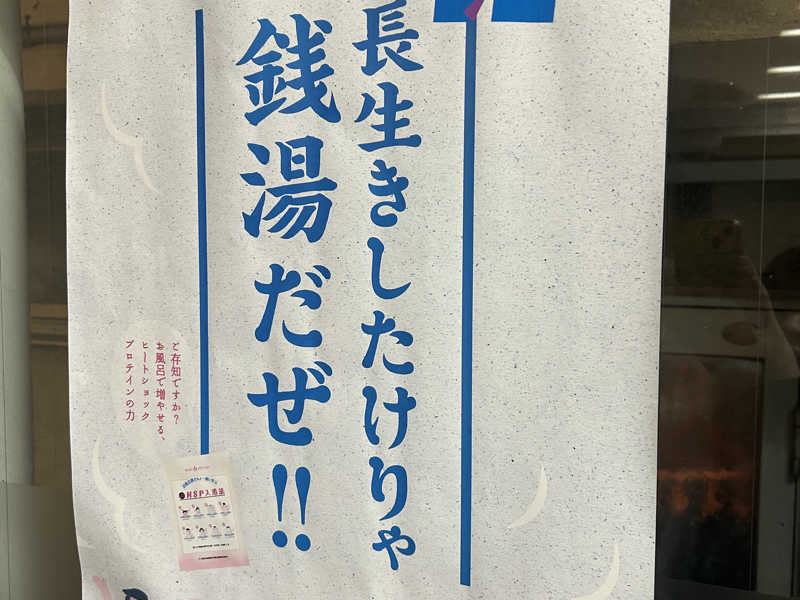 長生きしたけりゃ
銭湯だぜ!!
ご存知ですか?
お風呂で増やせる、
ヒートショック
プロテインの力
HSP入浴法